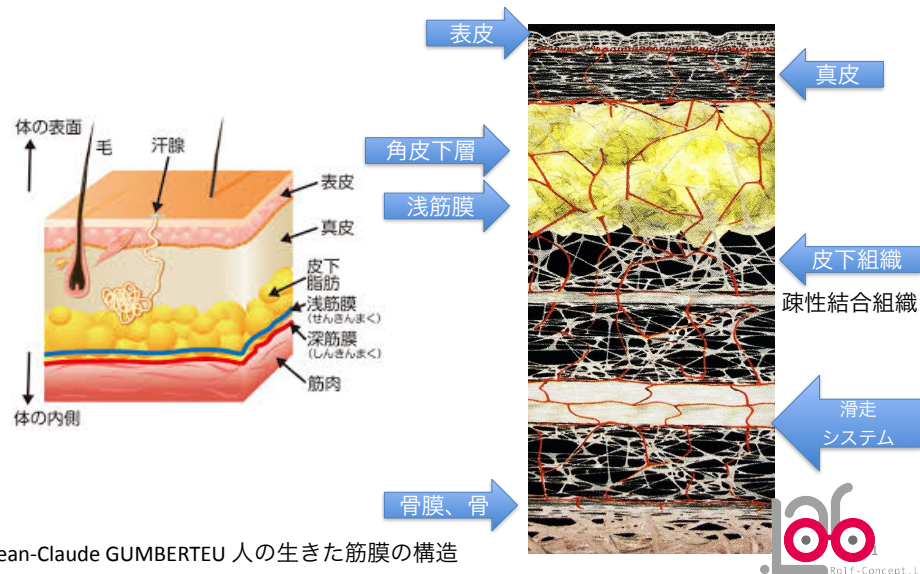 表皮
真皮
体の表面
毛
汗腺
角皮下層
表皮
浅筋膜
真皮
皮下
脂肪
皮下組織
浅筋膜
(せんきんまく)
疎性結合組織
深筋膜
(しんきんまく)
筋肉
体の内側
滑走
システム
骨膜、骨
ean-Claude GUMBERTEU 人の生きた筋膜の構造
1
Rolf-Concept.L